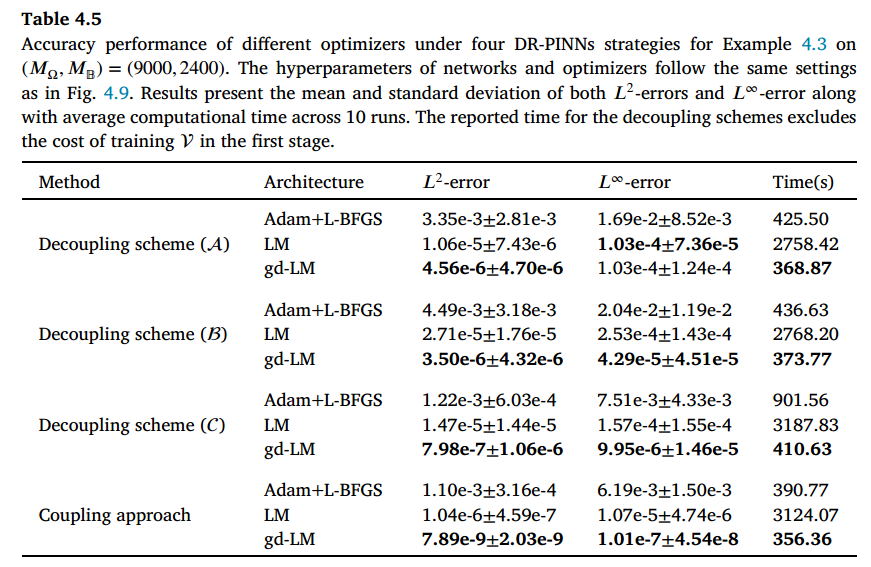 Table 4.5
Accuracy performance of different optimizers under four DR-PINNs strategies for Example 4.3 on
(M_Ω, M_𝔹) = (9000, 2400). The hyperparameters of networks and optimizers follow the same settings
as in Fig. 4.9. Results present the mean and standard deviation of both L²-errors and L^∞-error along
with average computational time across 10 runs. The reported time for the decoupling schemes excludes
the cost of training 𝒱 in the first stage.
Method Architecture L²-error L^∞-error Time(s)
Adam+L-BFGS 3.35e-3±2.81e-3 1.69e-2±8.52e-3 425.50
Decoupling scheme (𝒜) LM 1.06e-5±7.43e-6 1.03e-4±7.36e-5 2758.42
gd-LM 4.56e-6±4.70e-6 1.03e-4±1.24e-4 368.87
Adam+L-BFGS 4.49e-3±3.18e-3 2.04e-2±1.19e-2 436.63
Decoupling scheme (ℬ) LM 2.71e-5±1.76e-5 2.53e-4±1.43e-4 2768.20
gd-LM 3.50e-6±4.32e-6 4.29e-5±4.51e-5 373.77
Adam+L-BFGS 1.22e-3±6.03e-4 7.51e-3±4.33e-3 901.56
Decoupling scheme (𝒞) LM 1.47e-5±1.44e-5 1.57e-4±1.55e-4 3187.83
gd-LM 7.98e-7±1.06e-6 9.95e-6±1.46e-5 410.63
Adam+L-BFGS 1.10e-3±3.16e-4 6.19e-3±1.50e-3 390.77
Coupling approach LM 1.04e-6±4.59e-7 1.07e-5±4.74e-6 3124.07
gd-LM 7.89e-9±2.03e-9 1.01e-7±4.54e-8 356.36